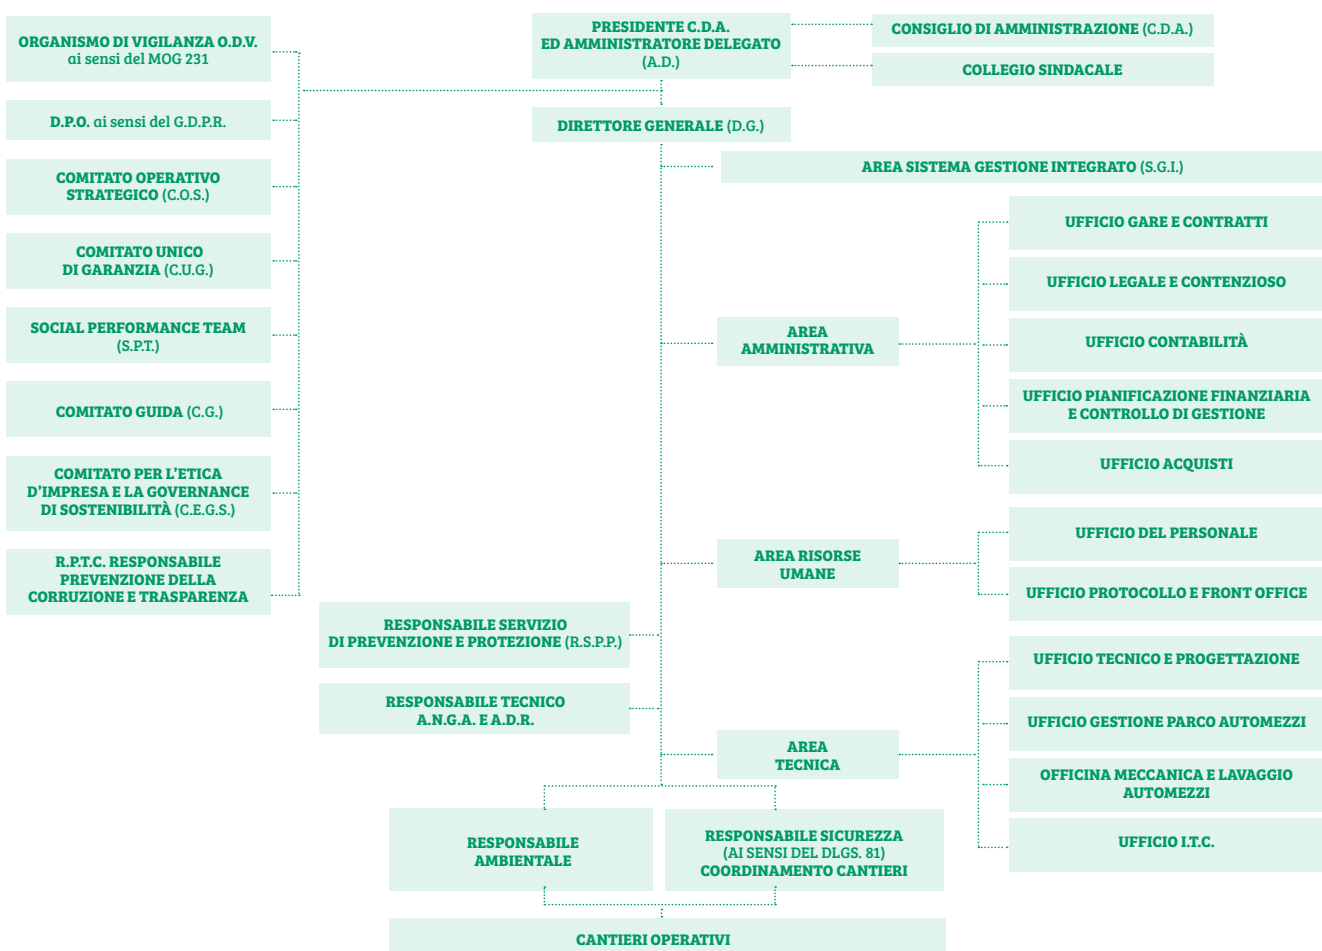 PRESIDENTE C.D.A.
ED AMMINISTRATORE DELEGATO
(A.D.)
CONSIGLIO DI AMMINISTRAZIONE (C.D.A.)
COLLEGIO SINDACALE
DIRETTORE GENERALE (D.G.)
ORGANISMO DI VIGILANZA O.D.V.
ai sensi del MOG 231
D.P.O. ai sensi del G.D.P.R.
COMITATO OPERATIVO
STRATEGICO (C.O.S.)
COMITATO UNICO
DI GARANZIA (C.U.G.)
SOCIAL PERFORMANCE TEAM
(S.P.T.)
COMITATO GUIDA (C.G.)
COMITATO PER L'ETICA
D'IMPRESA E LA GOVERNANCE
DI SOSTENIBILITÀ (C.E.G.S.)
R.P.T.C. RESPONSABILE
PREVENZIONE DELLA
CORRUZIONE E TRASPARENZA
AREA SISTEMA GESTIONE INTEGRATO (S.G.I.)
AREA
AMMINISTRATIVA
UFFICIO GARE E CONTRATTI
UFFICIO LEGALE E CONTENZIOSO
UFFICIO CONTABILITÀ
UFFICIO PIANIFICAZIONE FINANZIARIA
E CONTROLLO DI GESTIONE
UFFICIO ACQUISTI
AREA RISORSE
UMANE
UFFICIO DEL PERSONALE
UFFICIO PROTOCOLLO E FRONT OFFICE
RESPONSABILE SERVIZIO
DI PREVENZIONE E PROTEZIONE (R.S.P.P.)
RESPONSABILE TECNICO
A.N.G.A. E A.D.R.
AREA
TECNICA
UFFICIO TECNICO E PROGETTAZIONE
UFFICIO GESTIONE PARCO AUTOMEZZI
OFFICINA MECCANICA E LAVAGGIO
AUTOMEZZI
UFFICIO I.T.C.
RESPONSABILE
AMBIENTALE
RESPONSABILE SICUREZZA
(AI SENSI DEL DLGS. 81)
COORDINAMENTO CANTIERI
CANTIERI OPERATIVI